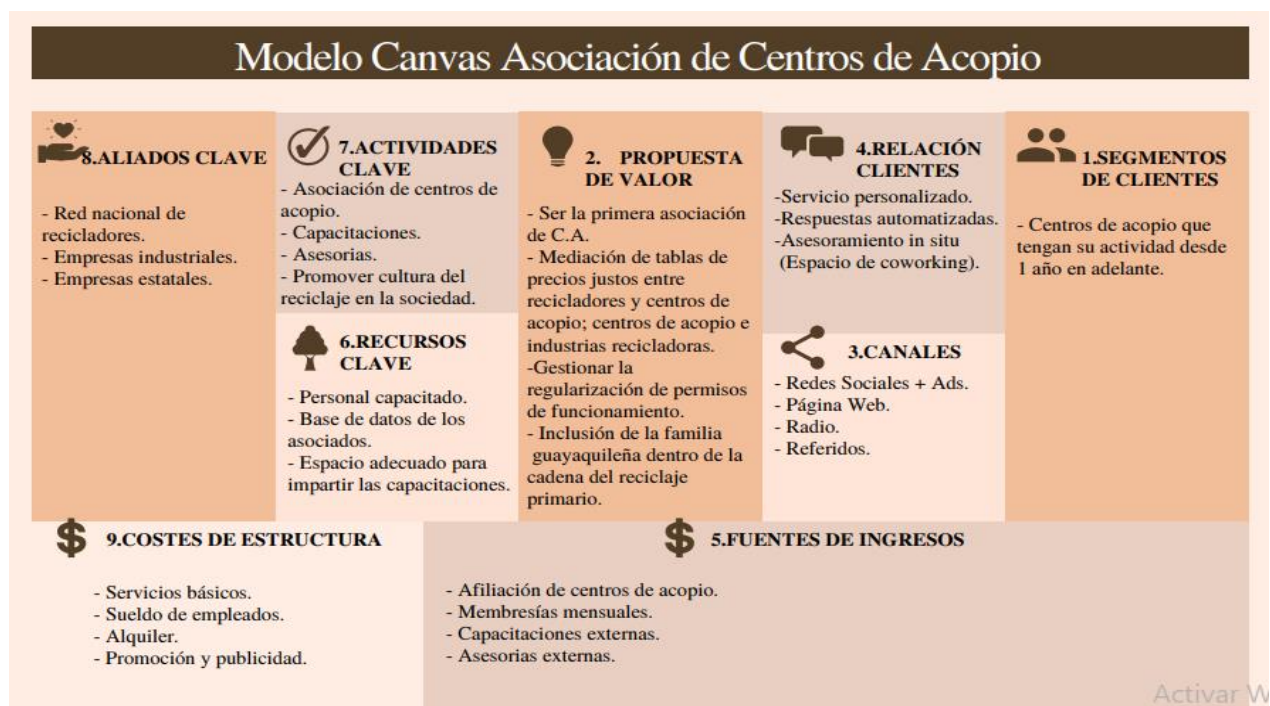 Modelo Canvas Asociación de Centros de Acopio
8.ALIADOS CLAVE
- Red nacional de
recicladores.
- Empresas industriales.
- Empresas estatales.
7.ACTIVIDADES
CLAVE
- Asociación de centros de
acopio.
- Capacitaciones.
- Asesorias.
- Promover cultura del
reciclaje en la sociedad.
6.RECURSOS
CLAVE
- Personal capacitado.
- Base de datos de los
asociados.
- Espacio adecuado para
impartir las capacitaciones.
2. PROPUESTA
DE VALOR
- Ser la primera asociación
de C.A.
- Mediación de tablas de
precios justos entre
recicladores y centros de
acopio; centros de acopio e
industrias recicladoras.
-Gestionar la
regularización de permisos
de funcionamiento.
- Inclusión de la familia
guayaquileña dentro de la
cadena del reciclaje
primario.
4.RELACIÓN
CLIENTES
-Servicio personalizado.
-Respuestas automatizadas.
-Asesoramiento in situ
(Espacio de coworking).
3.CANALES
- Redes Sociales + Ads.
- Página Web.
- Radio.
- Referidos.
1.SEGMENTOS
DE CLIENTES
- Centros de acopio que
tengan su actividad desde
1 año en adelante.
9.COSTES DE ESTRUCTURA
- Servicios básicos.
- Sueldo de empleados.
- Alquiler.
- Promoción y publicidad.
5.FUENTES DE INGRESOS
- Afiliación de centros de acopio.
- Membresías mensuales.
- Capacitaciones externas.
- Asesorias externas.
Activar W